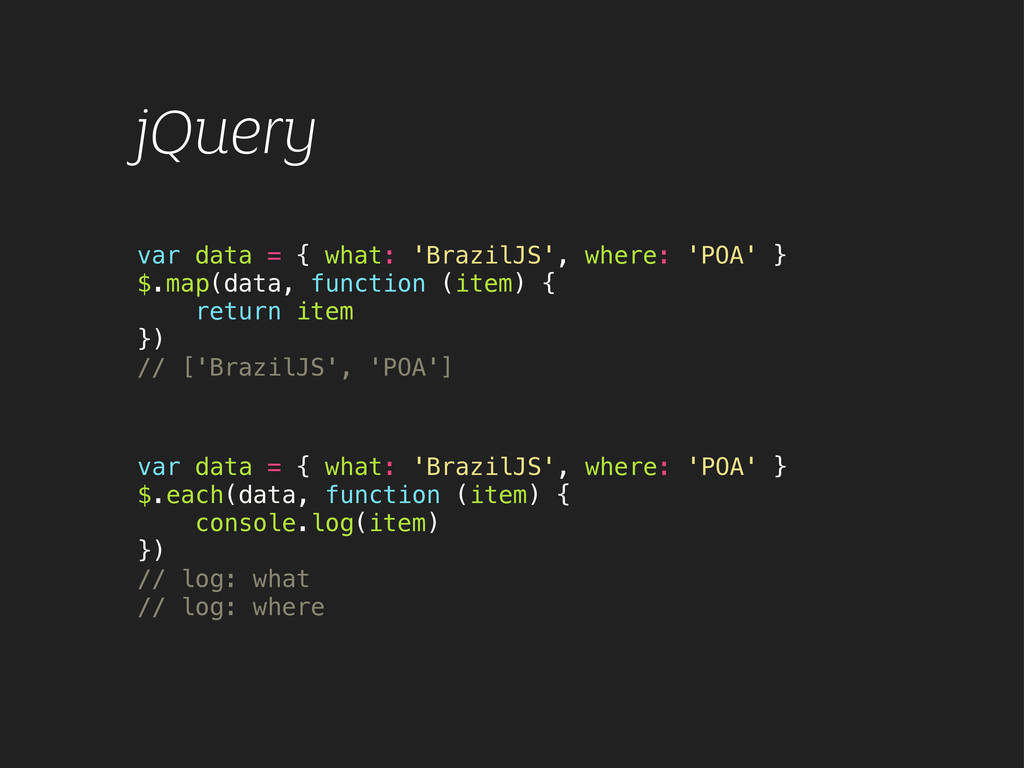 jQuery
var data = { what: 'BrazilJS', where: 'POA' }
$.map(data, function (item) {
    return item
})
// ['BrazilJS', 'POA']
var data = { what: 'BrazilJS', where: 'POA' }
$.each(data, function (item) {
    console.log(item)
})
// log: what
// log: where